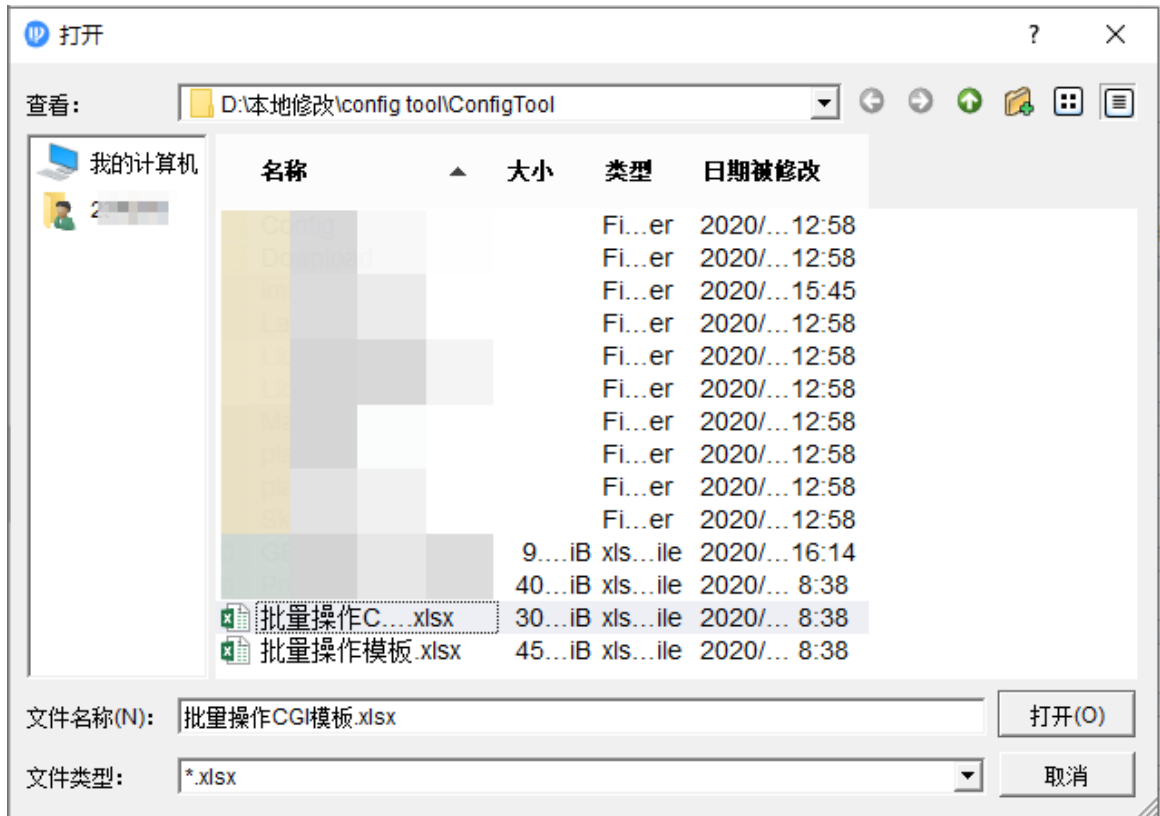 打开
?
查看:
D:\本地修改\config tool\ConfigTool
我的计算机
名称 大小 类型 日期被修改
Config Fi...er 2020/...12:58
Download Fi...er 2020/...12:58
Fi...er 2020/...15:45
Fi...er 2020/...12:58
Fi...er 2020/...12:58
Fi...er 2020/...12:58
Fi...er 2020/...12:58
Fi...er 2020/...12:58
Fi...er 2020/...12:58
Fi...er 2020/...12:58
9....iB xls...ile 2020/...16:14
40...iB xls...ile 2020/... 8:38
批量操作C....xlsx 30...iB xls...ile 2020/... 8:38
批量操作模板.xlsx 45...iB xls...ile 2020/... 8:38
文件名称(N): 批量操作CGI模板.xlsx 打开(O)
文件类型: *.xlsx 取消